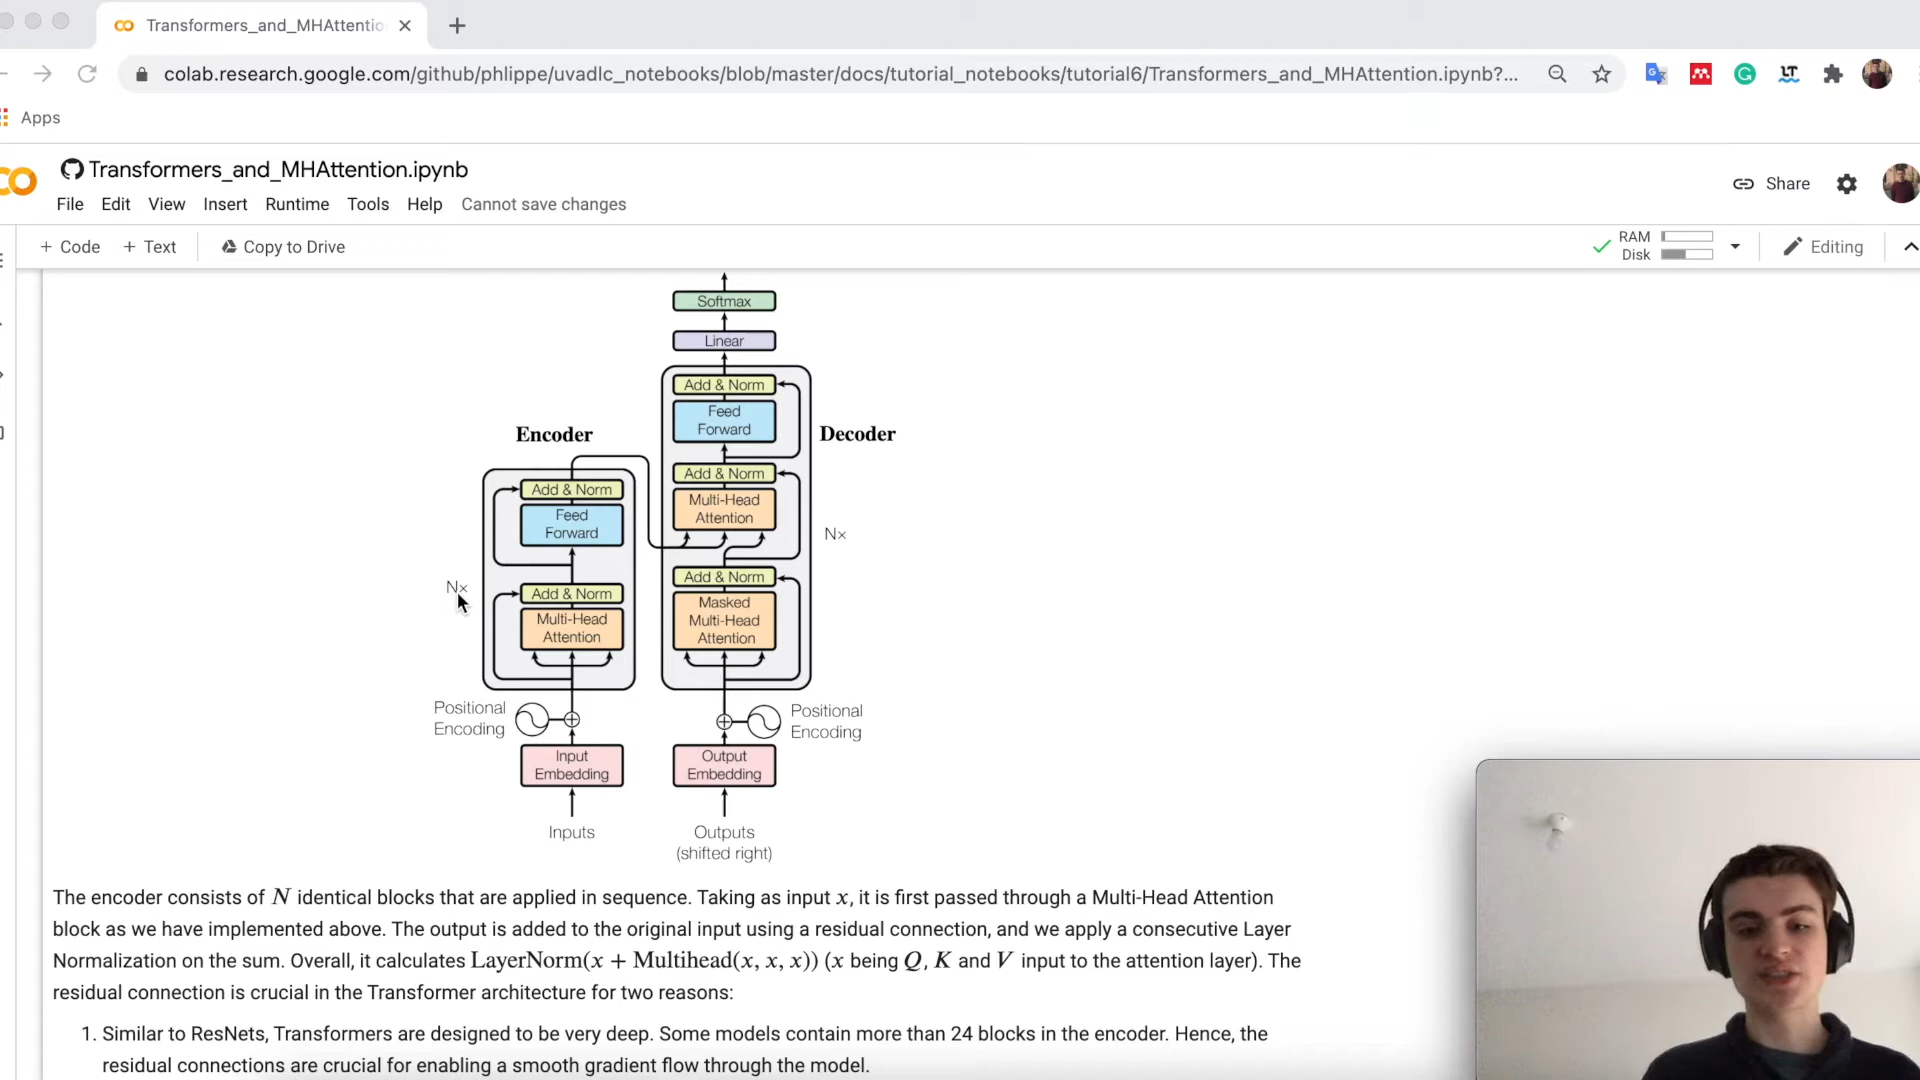 Transformers_and_MHAttentio
colab.research.google.com/github/phlippe/uvadlc_notebooks/blob/master/docs/tutorial_notebooks/tutorial6/Transformers_and_MHAttention.ipynb?...
Apps
Transformers_and_MHAttention.ipynb
Share
File Edit View Insert Runtime Tools Help Cannot save changes
+ Code + Text Copy to Drive
RAM
Disk
Editing
Softmax
Linear
Add & Norm
Feed
Forward
Encoder
Decoder
Add & Norm
Add & Norm
Multi-Head
Attention
Feed
Forward
N×
Add & Norm
N×
Add & Norm
Masked
Multi-Head
Attention
Multi-Head
Attention
Positional
Encoding
Positional
Encoding
Input
Embedding
Output
Embedding
Inputs
Outputs
(shifted right)
The encoder consists of N identical blocks that are applied in sequence. Taking as input x, it is first passed through a Multi-Head Attention
block as we have implemented above. The output is added to the original input using a residual connection, and we apply a consecutive Layer
Normalization on the sum. Overall, it calculates LayerNorm(x + Multihead(x, x, x)) (x being Q, K and V input to the attention layer). The
residual connection is crucial in the Transformer architecture for two reasons:
1. Similar to ResNets, Transformers are designed to be very deep. Some models contain more than 24 blocks in the encoder. Hence, the
residual connections are crucial for enabling a smooth gradient flow through the model.